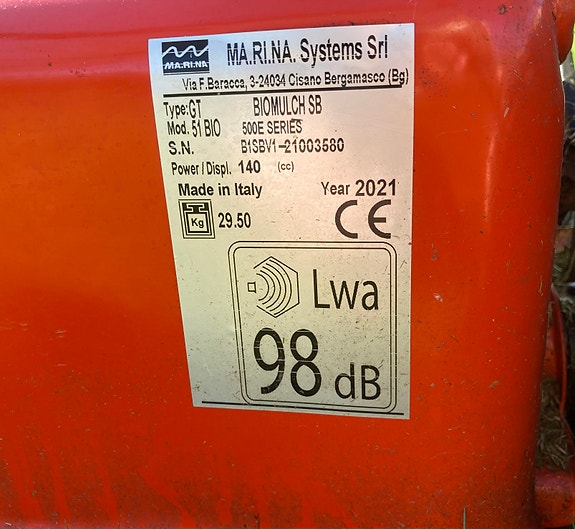 MA.RI.NA
MA.RI.NA. Systems Srl
Via F.Baracca, 3-24034 Cisano Bergamasco (Bg)
Type:GT BIOMULCH SB
Mod. 51 BIO 500E SERIES
S.N. B1SBV1-21003580
Power / Displ. 140 (cc)
Made in Italy Year 2021
Kg 29.50 CE
Lwa
98 dB